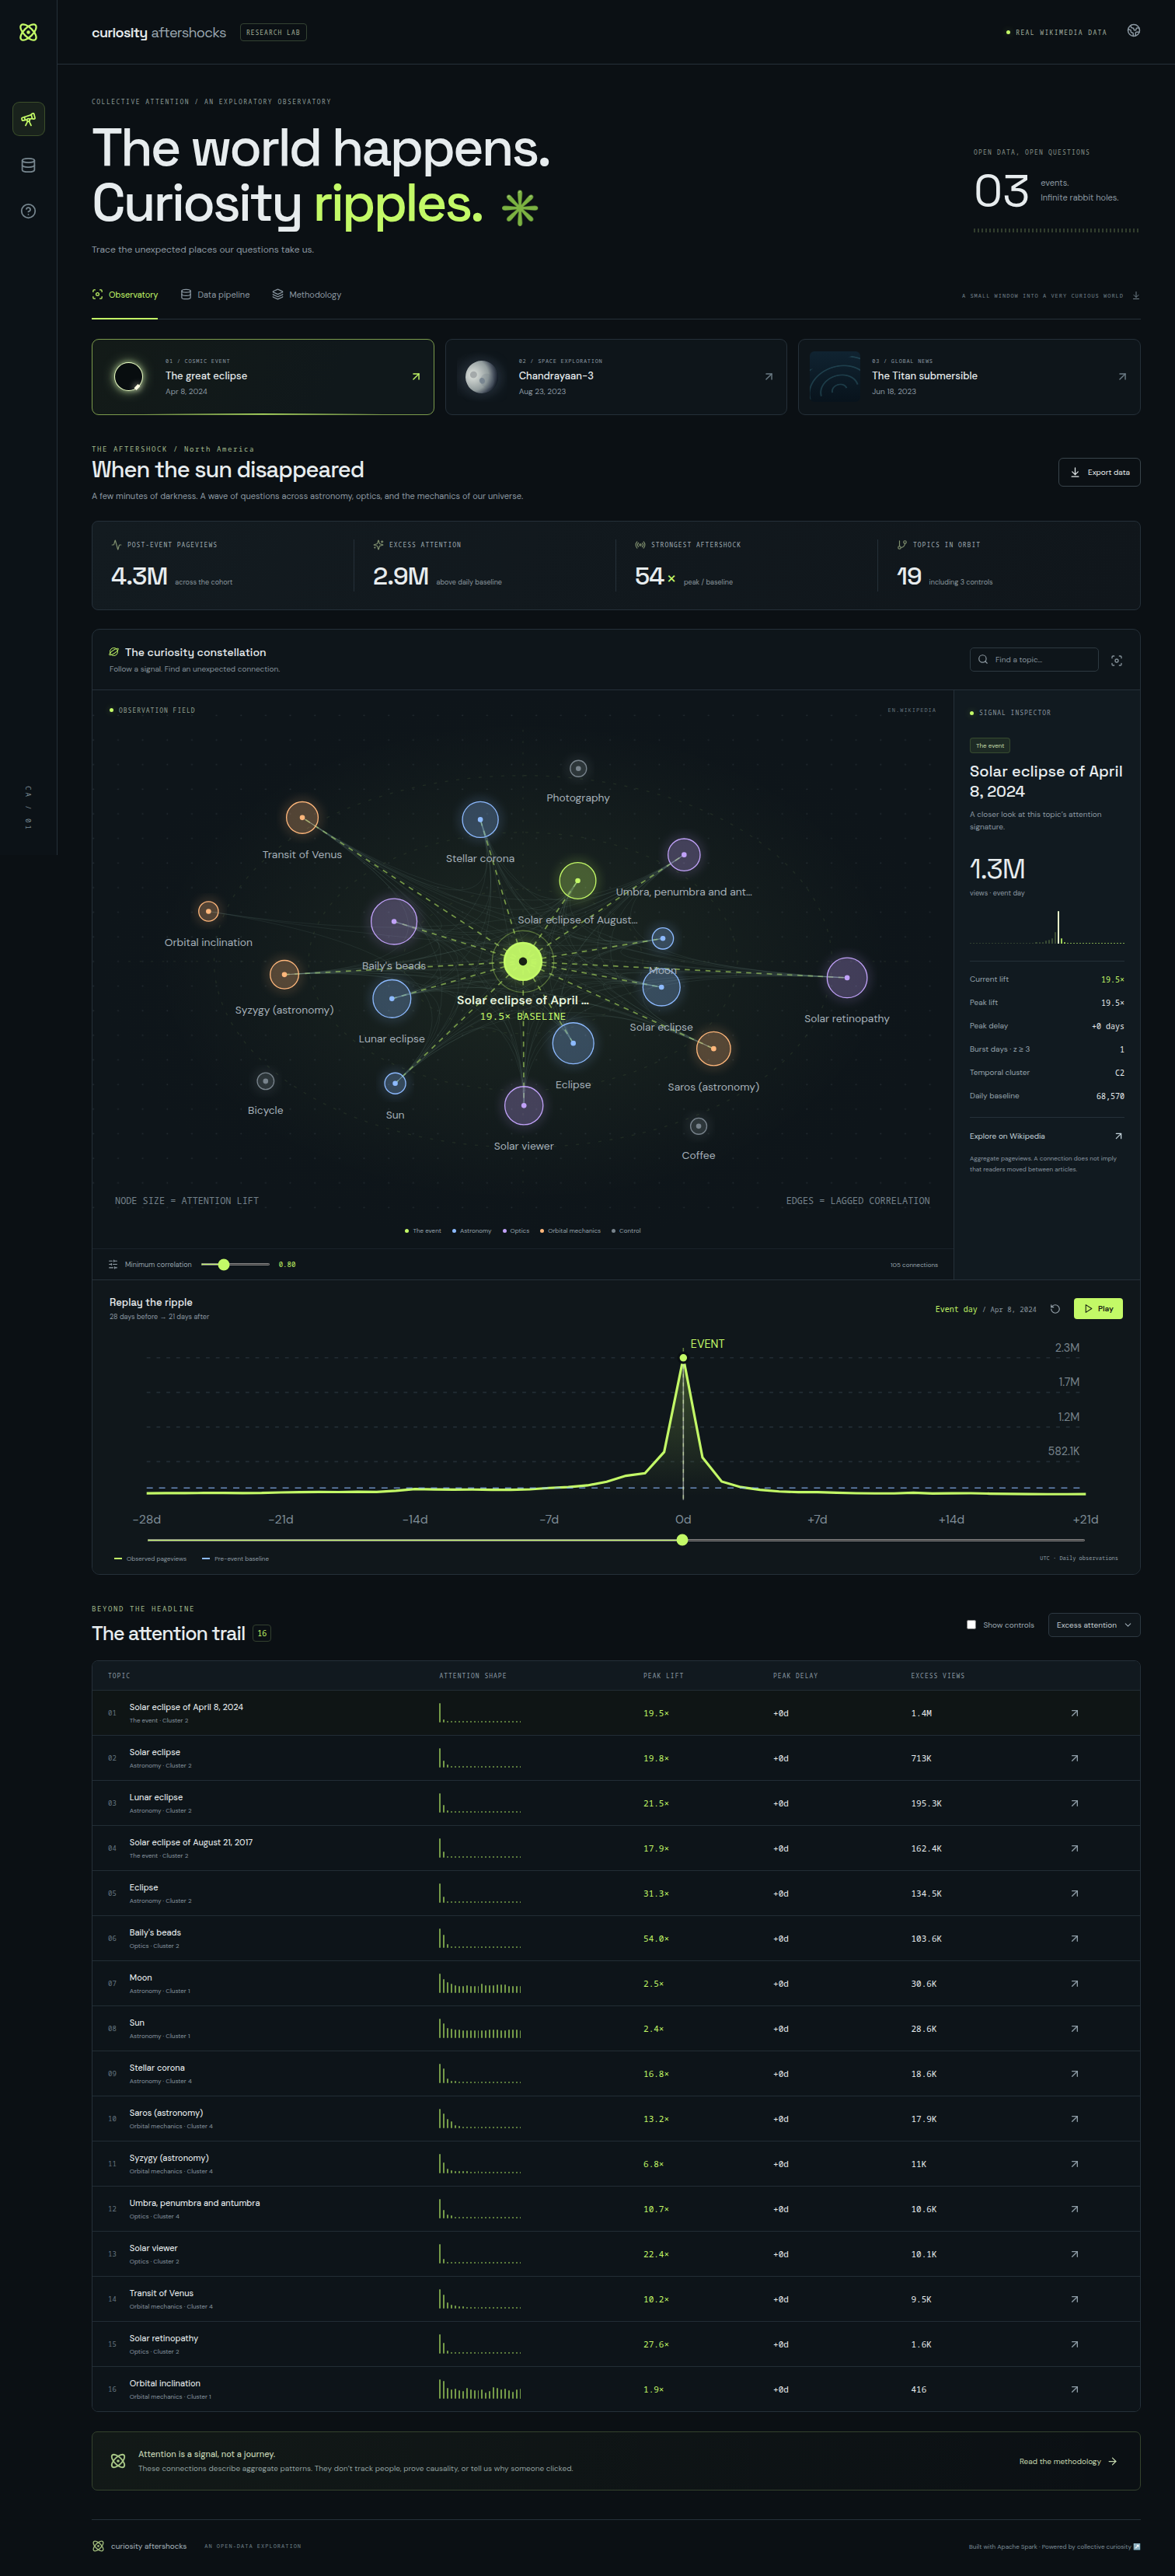 curiosity aftershocks
RESEARCH LAB
REAL WIKIMEDIA DATA
COLLECTIVE ATTENTION / AN EXPLORATORY OBSERVATORY
The world happens.
Curiosity ripples.
Trace the unexpected places our questions take us.
OPEN DATA, OPEN QUESTIONS
03
events.
Infinite rabbit holes.
Observatory
Data pipeline
Methodology
A SMALL WINDOW INTO A VERY CURIOUS WORLD
01 / COSMIC EVENT
The great eclipse
Apr 8, 2024
02 / SPACE EXPLORATION
Chandrayaan-3
Aug 23, 2023
03 / GLOBAL NEWS
The Titan submersible
Jun 18, 2023
THE AFTERSHOCK / North America
When the sun disappeared
A few minutes of darkness. A wave of questions across astronomy, optics, and the mechanics of our universe.
Export data
POST-EVENT PAGEVIEWS
4.3M across the cohort
EXCESS ATTENTION
2.9M above daily baseline
STRONGEST AFTERSHOCK
54× peak / baseline
TOPICS IN ORBIT
19 including 3 controls
The curiosity constellation
Follow a signal. Find an unexpected connection.
Find a topic…
OBSERVATION FIELD
EN.WIKIPEDIA
Photography
Transit of Venus
Stellar corona
Umbra, penumbra and ant…
Solar eclipse of August…
Orbital inclination
Baily's beads
Moon
Syzygy (astronomy)
Solar eclipse of April …
19.5× BASELINE
Solar eclipse
Solar retinopathy
Lunar eclipse
Eclipse
Saros (astronomy)
Bicycle
Sun
Solar viewer
Coffee
NODE SIZE = ATTENTION LIFT
EDGES = LAGGED CORRELATION
The event
Astronomy
Optics
Orbital mechanics
Control
Minimum correlation
0.80
105 connections
SIGNAL INSPECTOR
The event
Solar eclipse of April
8, 2024
A closer look at this topic's attention
signature.
1.3M
views · event day
Current lift 19.5×
Peak lift 19.5×
Peak delay +0 days
Burst days · z ≥ 3 1
Temporal cluster C2
Daily baseline 68,570
Explore on Wikipedia
Aggregate pageviews. A connection does not imply
that readers moved between articles.
CA / 01
Replay the ripple
28 days before → 21 days after
Event day / Apr 8, 2024
Play
EVENT
2.3M
1.7M
1.2M
582.1K
-28d -21d -14d -7d 0d +7d +14d +21d
Observed pageviews
Pre-event baseline
UTC · Daily observations
BEYOND THE HEADLINE
The attention trail 16
Show controls
Excess attention
TOPIC ATTENTION SHAPE PEAK LIFT PEAK DELAY EXCESS VIEWS
01 Solar eclipse of April 8, 2024 19.5× +0d 1.4M
The event · Cluster 2
02 Solar eclipse 19.8× +0d 713K
Astronomy · Cluster 2
03 Lunar eclipse 21.5× +0d 195.3K
Astronomy · Cluster 2
04 Solar eclipse of August 21, 2017 17.9× +0d 162.4K
The event · Cluster 2
05 Eclipse 31.3× +0d 134.5K
Astronomy · Cluster 2
06 Baily's beads 54.0× +0d 103.6K
Optics · Cluster 2
07 Moon 2.5× +0d 30.6K
Astronomy · Cluster 1
08 Sun 2.4× +0d 28.6K
Astronomy · Cluster 1
09 Stellar corona 16.8× +0d 18.6K
Astronomy · Cluster 4
10 Saros (astronomy) 13.2× +0d 17.9K
Orbital mechanics · Cluster 4
11 Syzygy (astronomy) 6.8× +0d 11K
Orbital mechanics · Cluster 4
12 Umbra, penumbra and antumbra 10.7× +0d 10.6K
Optics · Cluster 4
13 Solar viewer 22.4× +0d 10.1K
Optics · Cluster 2
14 Transit of Venus 10.2× +0d 9.5K
Orbital mechanics · Cluster 4
15 Solar retinopathy 27.6× +0d 1.6K
Optics · Cluster 2
16 Orbital inclination 1.9× +0d 416
Orbital mechanics · Cluster 1
Attention is a signal, not a journey.
These connections describe aggregate patterns. They don't track people, prove causality, or tell us why someone clicked.
Read the methodology
curiosity aftershocks
AN OPEN-DATA EXPLORATION
Built with Apache Spark · Powered by collective curiosity